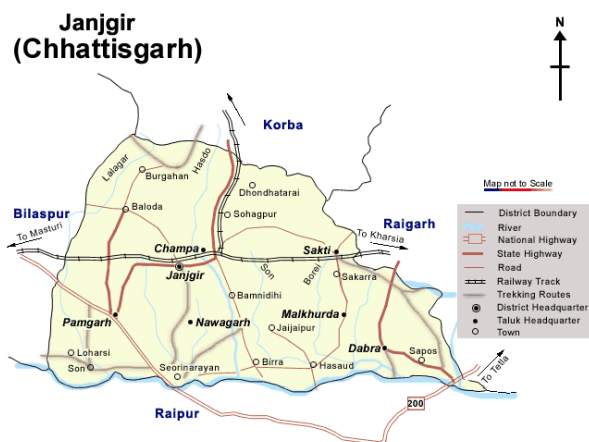 Janjgir
(Chhattisgarh)
N
Korba
Lalagar
Hasdo
Burgahan
Dhondhatarai
Baloda
Sohagpur
Bilaspur
To Masturi
To Kharsia
Raigarh
Champa
Sakti
Janjgir
Son
Borei
Sakarra
Bamnidihi
Pamgarh
Nawagarh
Jaijaipur
Malkhurda
Dabra
Loharsi
Son
Seorinarayan
Birra
Hasaud
Sapos
To Tetla
Raipur
200
Map not to Scale
District Boundary
River
National Highway
State Highway
Road
Railway Track
Trekking Routes
District Headquarter
Taluk Headquarter
Town